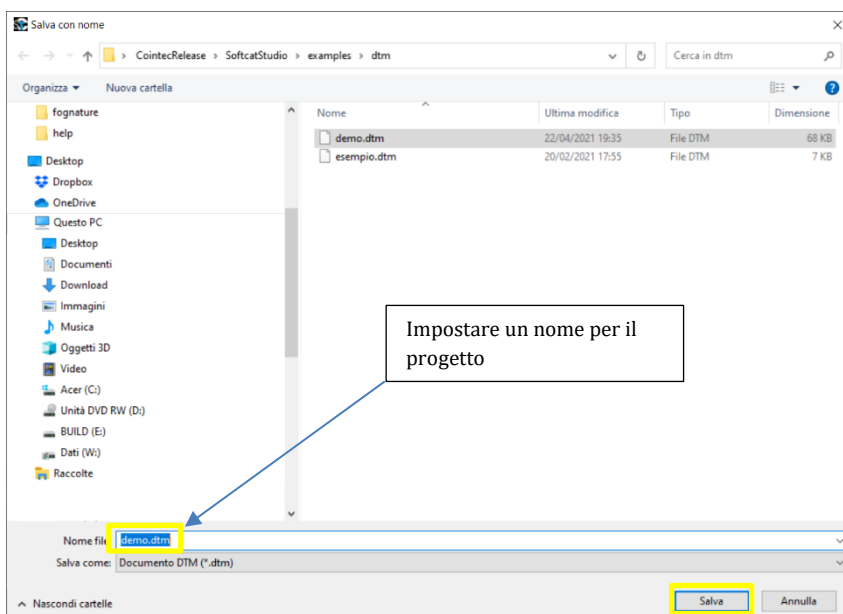 Salva con nome
CointecRelease > SoftcatStudio > examples > dtm
Cerca in dtm
Organizza
Nuova cartella
fognature
help
Desktop
Dropbox
OneDrive
Questo PC
Desktop
Documenti
Download
Immagini
Musica
Oggetti 3D
Video
Acer (C:)
Unità DVD RW (D:)
BUILD (E:)
Dati (W:)
Raccolte
Nome Ultima modifica Tipo Dimensione
demo.dtm 22/04/2021 19:35 File DTM 68 KB
esempio.dtm 20/02/2021 17:55 File DTM 7 KB
Impostare un nome per il
progetto
Nome file demo.dtm
Salva come: Documento DTM (*.dtm)
Nascondi cartelle
Salva
Annulla